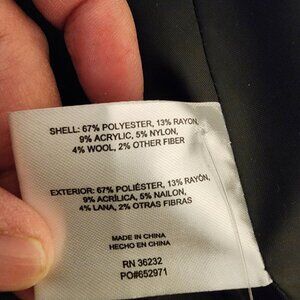 SHELL: 67% POLYESTER, 13% RAYON,
9% ACRYLIC, 5% NYLON,
4% WOOL, 2% OTHER FIBER
EXTERIOR: 67% POLIÉSTER, 13% RAYÓN,
9% ACRÍLICA, 5% NAILON,
4% LANA, 2% OTRAS FIBRAS
MADE IN CHINA
HECHO EN CHINA
RN 36232
PO#652971